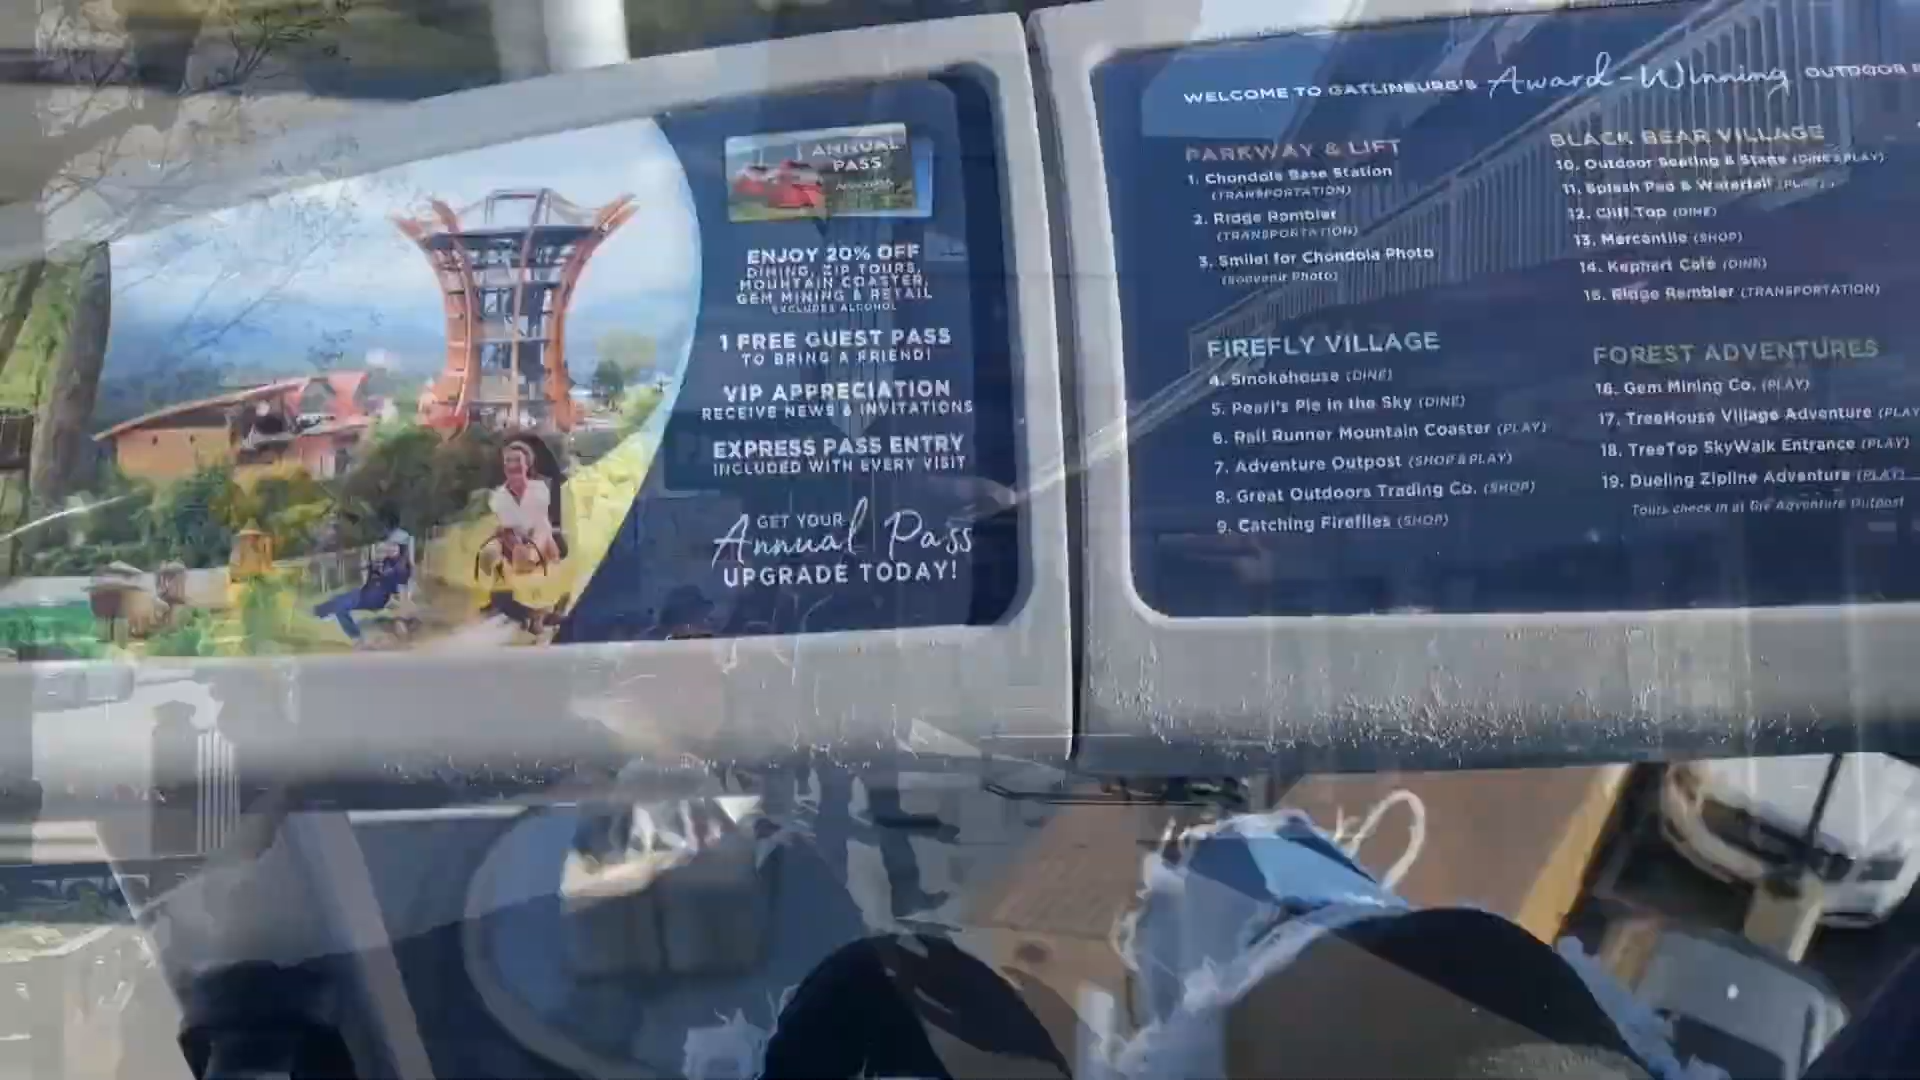 ANNUAL
PASS
ENJOY 20% OFF
DINING, ZIP TOURS,
MOUNTAIN COASTER,
GEM MINING & RETAIL
EXCLUDES ALCOHOL
1 FREE GUEST PASS
TO BRING A FRIEND!
VIP APPRECIATION
RECEIVE NEWS & INVITATIONS
EXPRESS PASS ENTRY
INCLUDED WITH EVERY VISIT
GET YOUR
Annual Pass
UPGRADE TODAY!
WELCOME TO GATLINBURG'S Award-Winning OUTDOOR
PARKWAY & LIFT
1. Chondola Base Station
(TRANSPORTATION)
2. Ridge Rambler
(TRANSPORTATION)
3. Smile! for Chondola Photo
(Souvenir Photo)
FIREFLY VILLAGE
4. Smokehouse (DINE)
5. Pearl's Pie in the Sky (DINE)
6. Rail Runner Mountain Coaster (PLAY)
7. Adventure Outpost (SHOP & PLAY)
8. Great Outdoors Trading Co. (SHOP)
9. Catching Fireflies (SHOP)
BLACK BEAR VILLAGE
10. Outdoor Seating & Stage (DINE & PLAY)
11. Splash Pad & Waterfall (PLAY)
12. Cliff Top (DINE)
13. Mercantile (SHOP)
14. Kephart Cafe (DINE)
15. Ridge Rambler (TRANSPORTATION)
FOREST ADVENTURES
16. Gem Mining Co. (PLAY)
17. TreeHouse Village Adventure (PLAY
18. TreeTop SkyWalk Entrance (PLAY)
19. Dueling Zipline Adventure (PLAY)
Tours check in at the Adventure Outpost